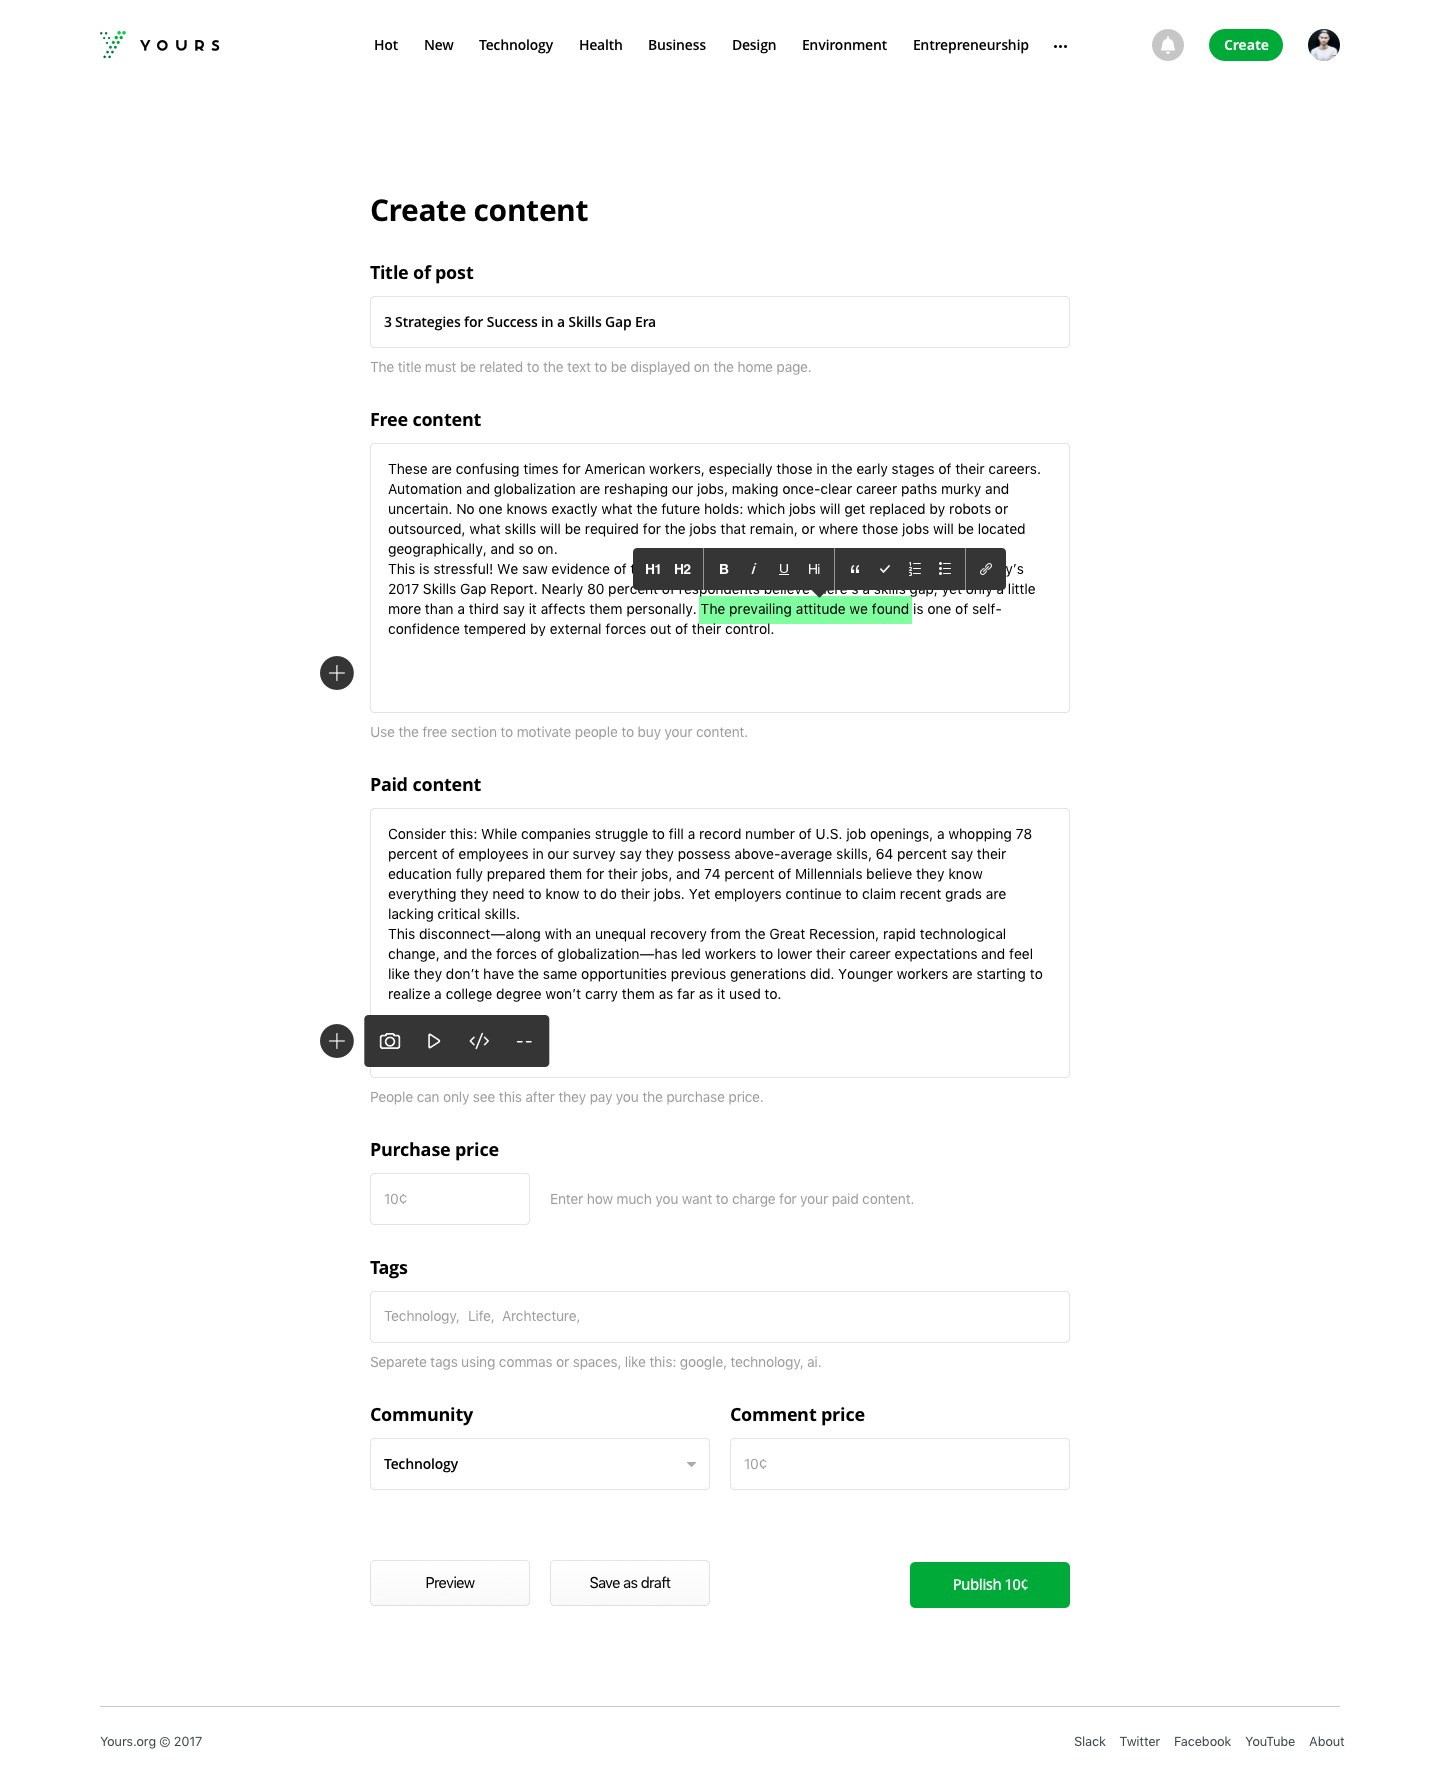 YOURS
Hot New Technology Health Business Design Environment Entrepreneurship •••
Create
Create content
Title of post
3 Strategies for Success in a Skills Gap Era
The title must be related to the text to be displayed on the home page.
Free content
These are confusing times for American workers, especially those in the early stages of their careers.
Automation and globalization are reshaping our jobs, making once-clear career paths murky and
uncertain. No one knows exactly what the future holds: which jobs will get replaced by robots or
outsourced, what skills will be required for the jobs that remain, or where those jobs will be located
geographically, and so on.
H1 H2 B i U Hi “
This is stressful! We saw evidence of
2017 Skills Gap Report. Nearly 80 percent of respondents believe there's a skills gap, yet only a little
more than a third say it affects them personally. The prevailing attitude we found is one of self-
confidence tempered by external forces out of their control.
Use the free section to motivate people to buy your content.
Paid content
Consider this: While companies struggle to fill a record number of U.S. job openings, a whopping 78
percent of employees in our survey say they possess above-average skills, 64 percent say their
education fully prepared them for their jobs, and 74 percent of Millennials believe they know
everything they need to know to do their jobs. Yet employers continue to claim recent grads are
lacking critical skills.
This disconnect—along with an unequal recovery from the Great Recession, rapid technological
change, and the forces of globalization—has led workers to lower their career expectations and feel
like they don’t have the same opportunities previous generations did. Younger workers are starting to
realize a college degree won’t carry them as far as it used to.
</> --
People can only see this after they pay you the purchase price.
Purchase price
10¢ Enter how much you want to charge for your paid content.
Tags
Technology, Life, Archtecture,
Separete tags using commas or spaces, like this: google, technology, ai.
Community Comment price
Technology 10¢
Preview Save as draft Publish 10¢
Yours.org © 2017 Slack Twitter Facebook YouTube About